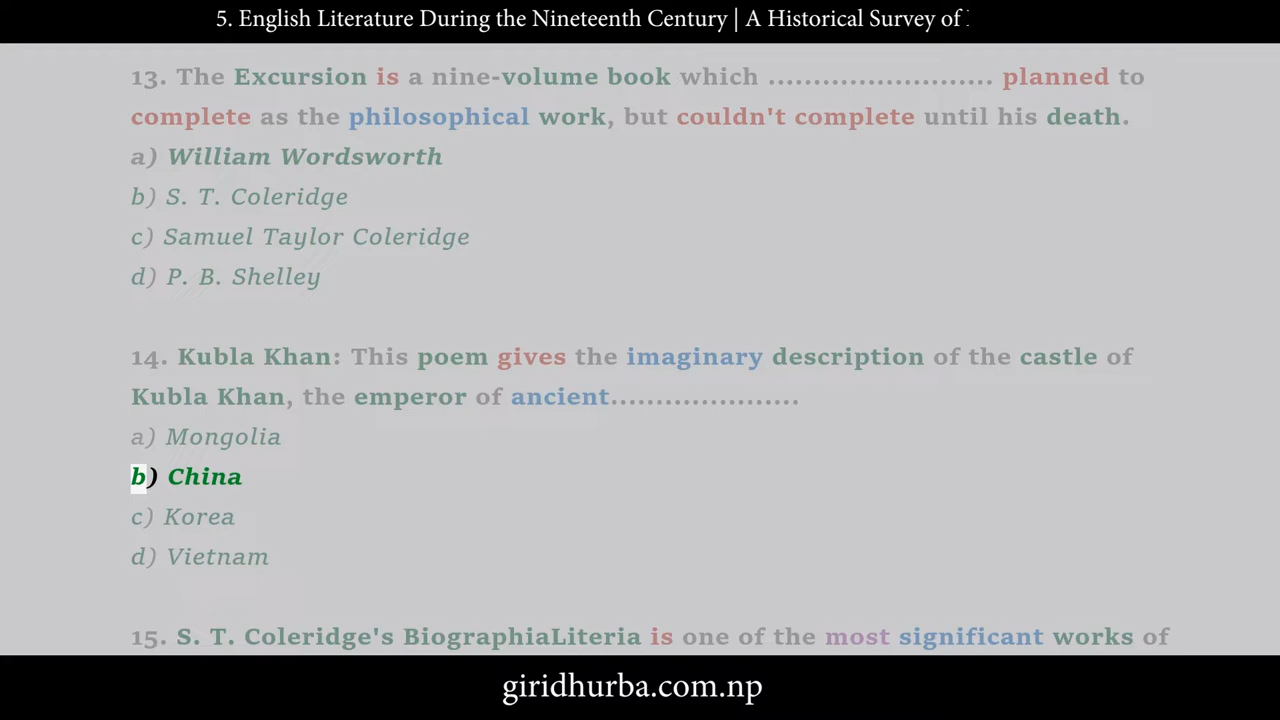 5. English Literature During the Nineteenth Century | A Historical Survey of
13. The Excursion is a nine-volume book which ......................... planned to
complete as the philosophical work, but couldn't complete until his death.
a) William Wordsworth
b) S. T. Coleridge
c) Samuel Taylor Coleridge
d) P. B. Shelley
14. Kubla Khan: This poem gives the imaginary description of the castle of
Kubla Khan, the emperor of ancient.....................
a) Mongolia
b) China
c) Korea
d) Vietnam
15. S. T. Coleridge's BiographiaLiteria is one of the most significant works of
giridhurba.com.np